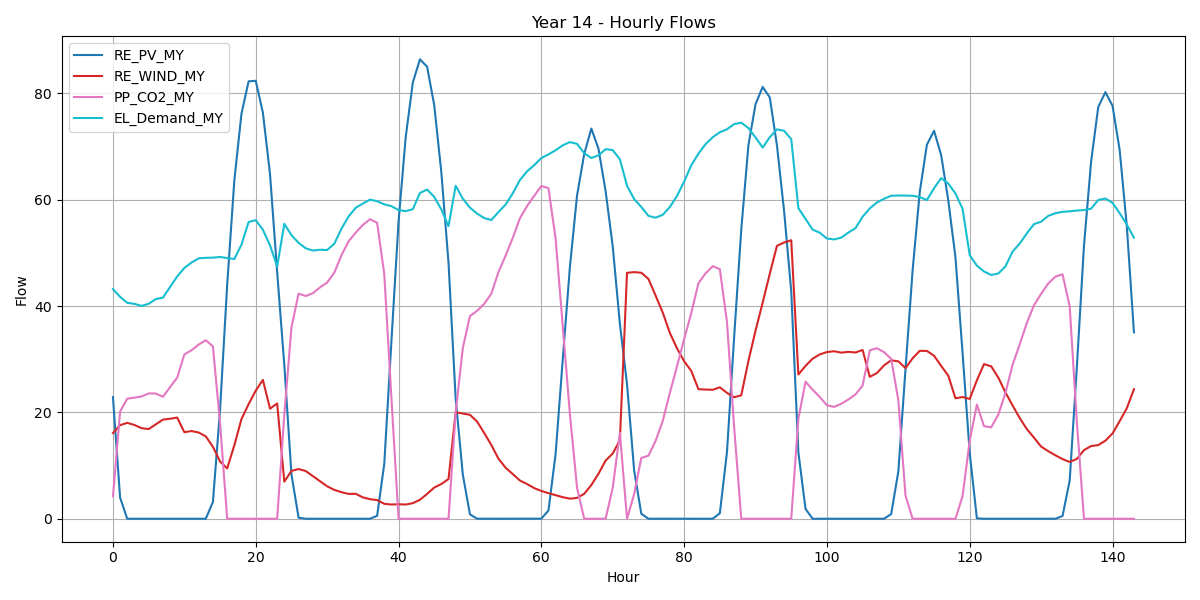 Year 14 - Hourly Flows
RE_PV_MY
RE_WIND_MY
PP_CO2_MY
EL_Demand_MY
Flow
80
60
40
20
0
0 20 40 60 80 100 120 140
Hour